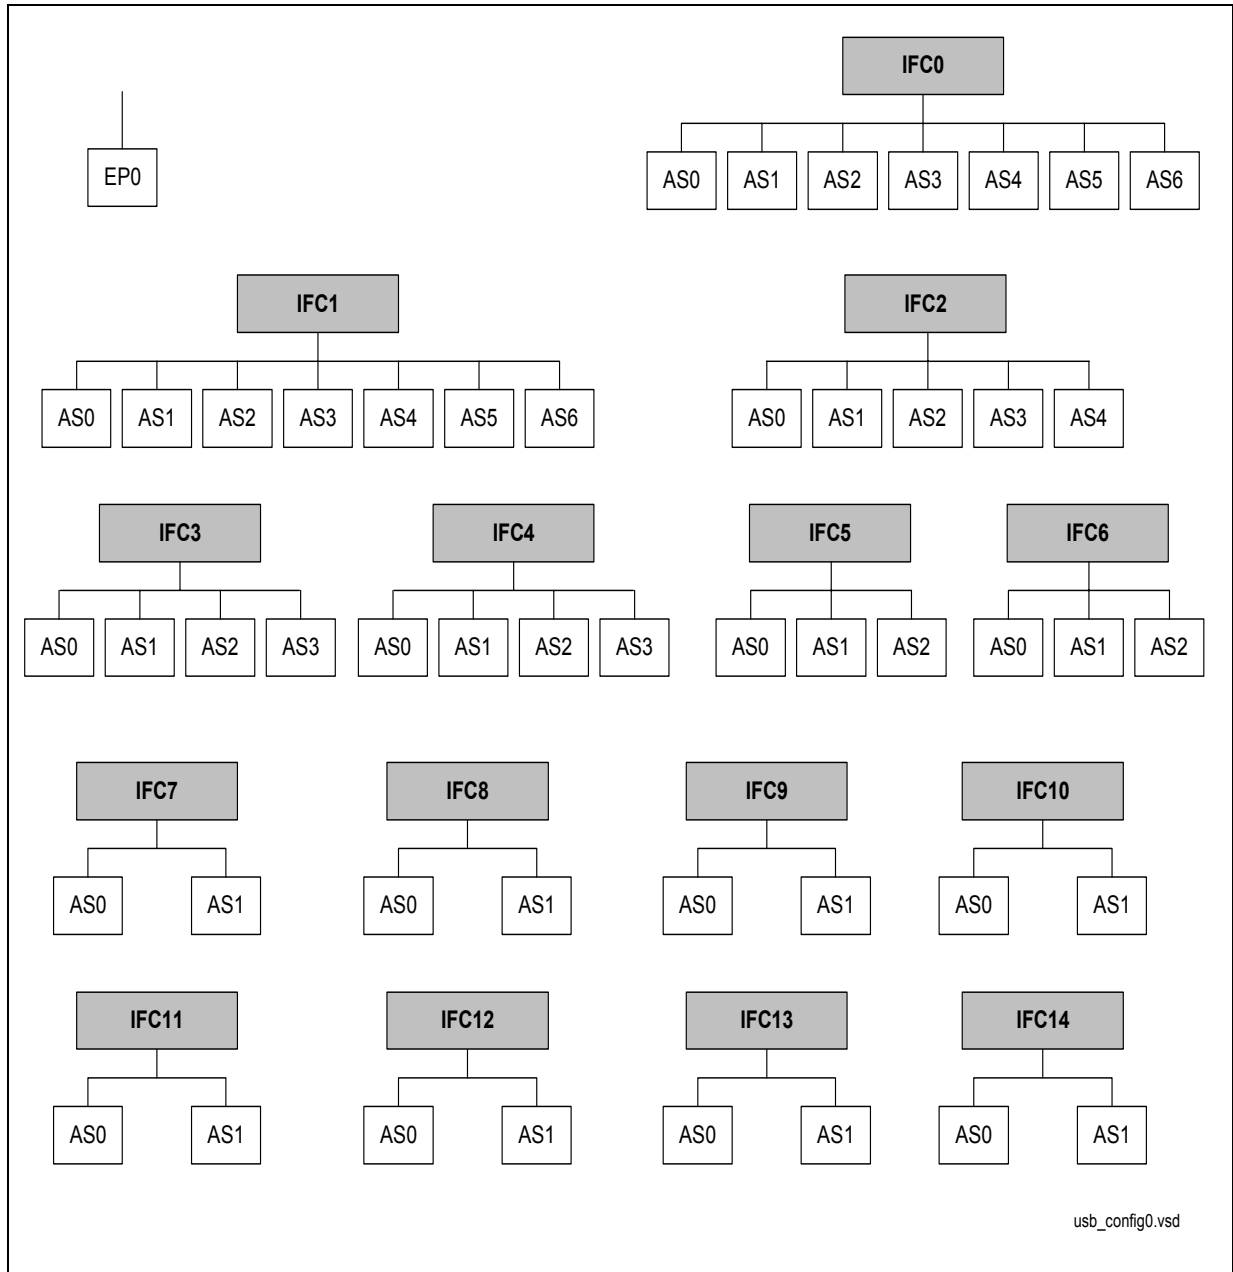 IFC0
EP0
AS0 AS1 AS2 AS3 AS4 AS5 AS6
IFC1 IFC2
AS0 AS1 AS2 AS3 AS4 AS5 AS6 AS0 AS1 AS2 AS3 AS4
IFC3 IFC4 IFC5 IFC6
AS0 AS1 AS2 AS3 AS0 AS1 AS2 AS3 AS0 AS1 AS2 AS0 AS1 AS2
IFC7 IFC8 IFC9 IFC10
AS0 AS1 AS0 AS1 AS0 AS1 AS0 AS1
IFC11 IFC12 IFC13 IFC14
AS0 AS1 AS0 AS1 AS0 AS1 AS0 AS1
usb_config0.vsd